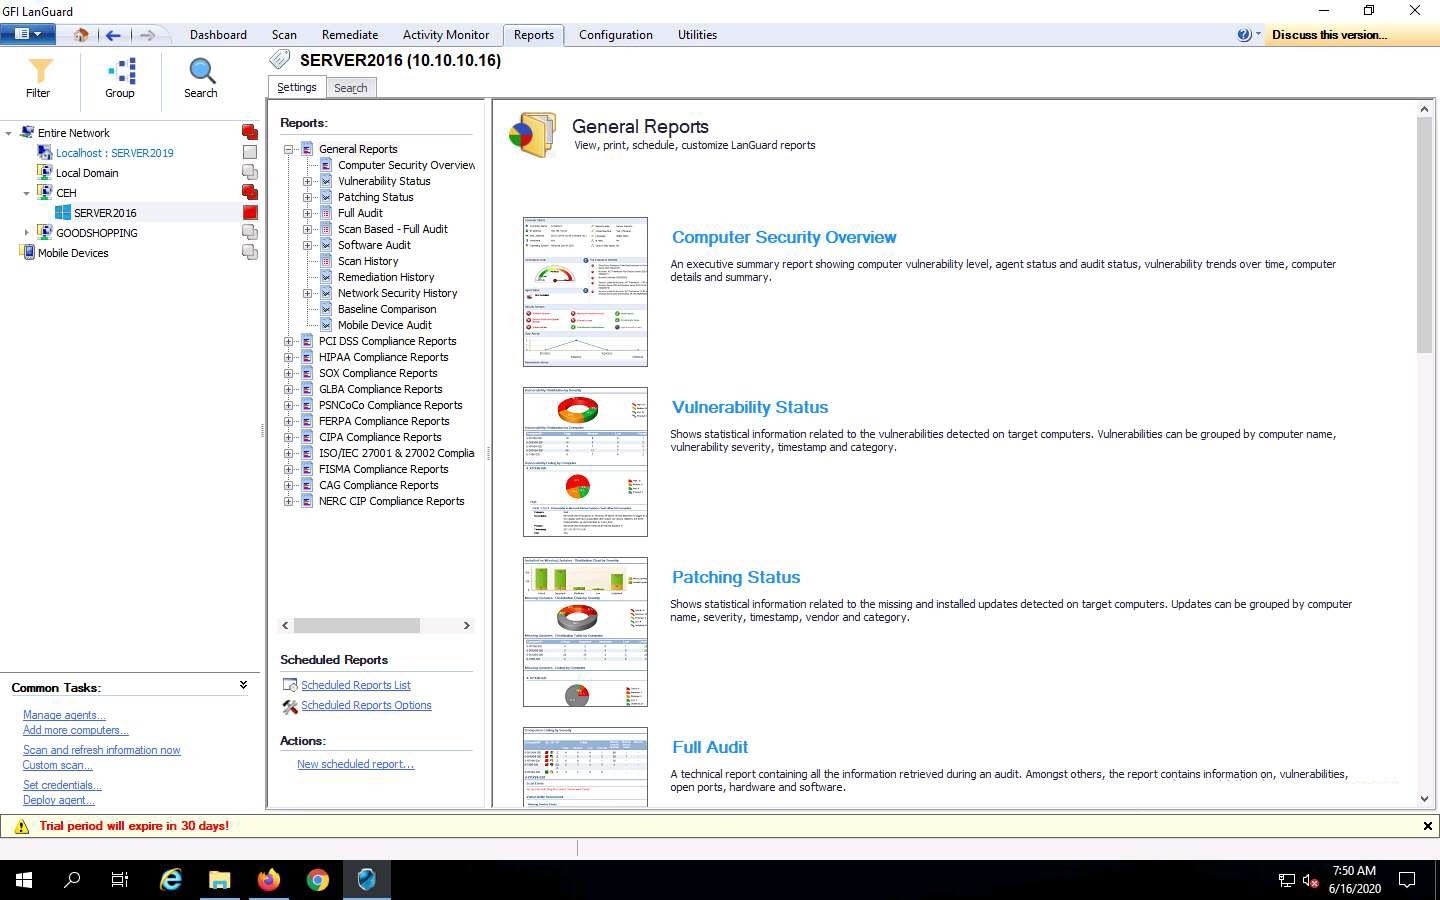 GFI LanGuard
Dashboard
Scan
Remediate
Activity Monitor
Reports
Configuration
Utilities
Discuss this version...
Filter
Group
Search
SERVER2016 (10.10.10.16)
Settings
Search
Entire Network
Localhost : SERVER2019
Local Domain
CEH
SERVER2016
GOODSHOPPING
Mobile Devices
Common Tasks:
Manage agents...
Add more computers...
Scan and refresh information now
Custom scan...
Set credentials...
Deploy agent...
Reports:
General Reports
Computer Security Overview
Vulnerability Status
Patching Status
Full Audit
Scan Based - Full Audit
Software Audit
Scan History
Remediation History
Network Security History
Baseline Comparison
Mobile Device Audit
PCI DSS Compliance Reports
HIPAA Compliance Reports
SOX Compliance Reports
GLBA Compliance Reports
PSNCoCo Compliance Reports
FERPA Compliance Reports
CIPA Compliance Reports
ISO/IEC 27001 & 27002 Complia
FISMA Compliance Reports
CAG Compliance Reports
NERC CIP Compliance Reports
Scheduled Reports
Scheduled Reports List
Scheduled Reports Options
Actions:
New scheduled report...
General Reports
View, print, schedule, customize LanGuard reports
Computer Security Overview
An executive summary report showing computer vulnerability level, agent status and audit status, vulnerability trends over time, computer
details and summary.
Vulnerability Status
Shows statistical information related to the vulnerabilities detected on target computers. Vulnerabilities can be grouped by computer name,
vulnerability severity, timestamp and category.
Patching Status
Shows statistical information related to the missing and installed updates detected on target computers. Updates can be grouped by computer
name, severity, timestamp, vendor and category.
Full Audit
A technical report containing all the information retrieved during an audit. Amongst others, the report contains information on, vulnerabilities,
open ports, hardware and software.
Trial period will expire in 30 days!
7:50 AM
6/16/2020